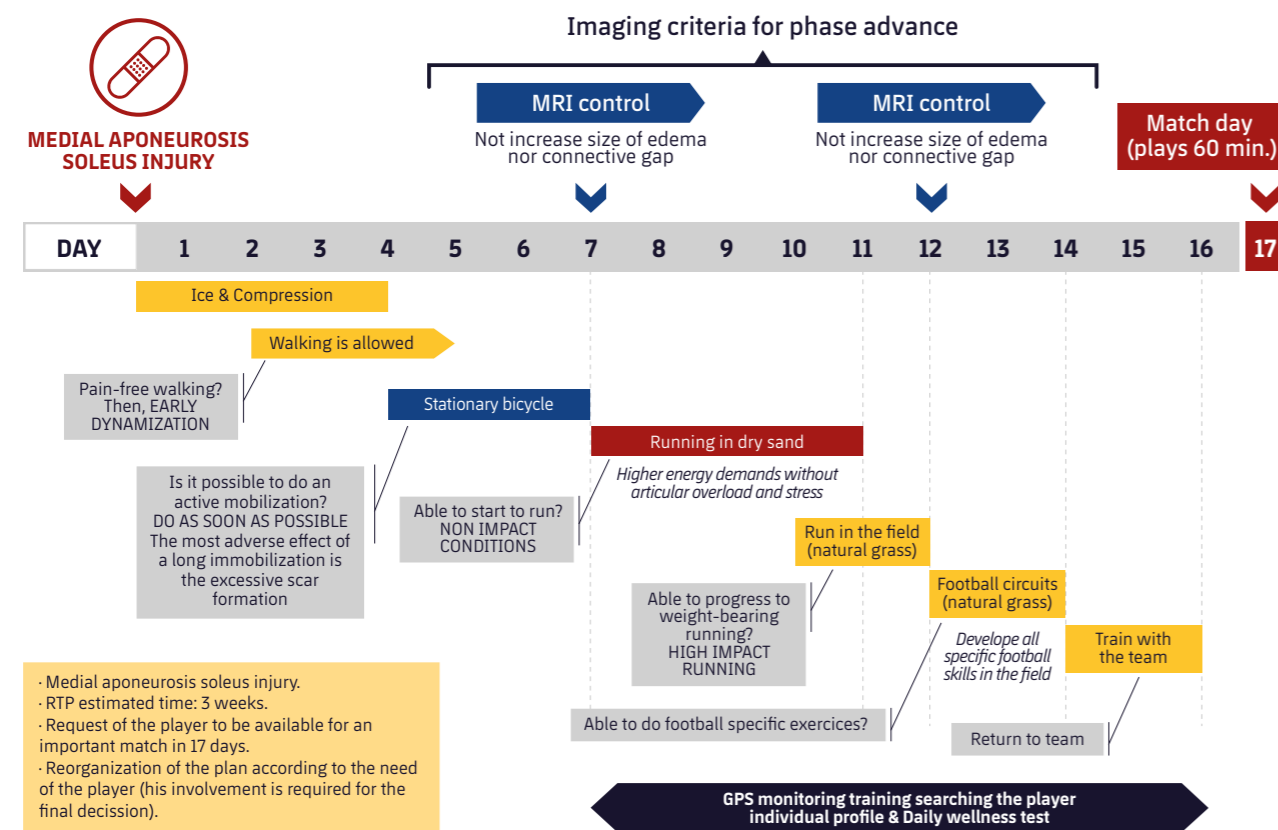 Imaging criteria for phase advance
MEDIAL APONEUROSIS
SOLEUS INJURY
MRI control
Not increase size of edema
nor connective gap
MRI control
Not increase size of edema
nor connective gap
Match day
(plays 60 min.)
DAY 1 2 3 4 5 6 7 8 9 10 11 12 13 14 15 16 17
Ice & Compression
Walking is allowed
Pain-free walking?
Then, EARLY
DYNAMIZATION
Stationary bicycle
Is it possible to do an
active mobilization?
DO AS SOON AS POSSIBLE
The most adverse effect of
a long immobilization is
the excessive scar
formation
Running in dry sand
Higher energy demands without
articular overload and stress
Able to start to run?
NON IMPACT
CONDITIONS
Run in the field
(natural grass)
Able to progress to
weight-bearing
running?
HIGH IMPACT
RUNNING
Football circuits
(natural grass)
Develope all
specific football
skills in the field
Able to do football specific exercices?
Train with
the team
Return to team
· Medial aponeurosis soleus injury.
· RTP estimated time: 3 weeks.
· Request of the player to be available for an
important match in 17 days.
· Reorganization of the plan according to the need
of the player (his involvement is required for the
final decission).
GPS monitoring training searching the player
individual profile & Daily wellness test